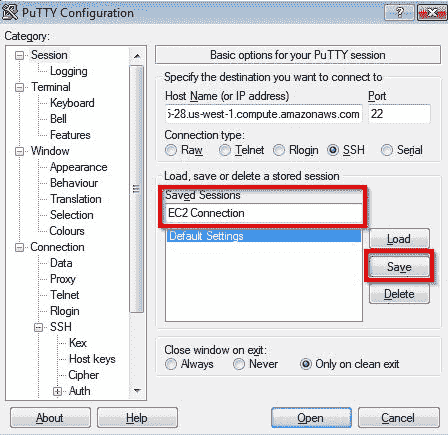 PuTTY Configuration
Category:
Session
Logging
Terminal
Keyboard
Bell
Features
Window
Appearance
Behaviour
Translation
Selection
Colours
Connection
Data
Proxy
Telnet
Rlogin
SSH
Kex
Host keys
Cipher
Auth
Basic options for your PuTTY session
Specify the destination you want to connect to
Host Name (or IP address) Port
5-28.us-west-1.compute.amazonaws.com 22
Connection type:
Raw Telnet Rlogin SSH Serial
Load, save or delete a stored session
Saved Sessions
EC2 Connection
Default Settings
Load
Save
Delete
Close window on exit:
Always Never Only on clean exit
About Help Open Cancel